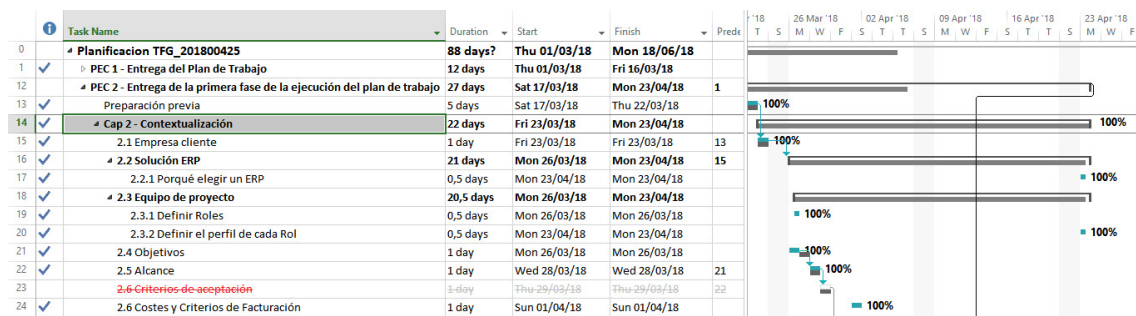 '18 26 Mar '18 02 Apr '18 09 Apr '18 16 Apr '18 23 Apr '18
Task Name Duration Start Finish Prede T S M W F S T T S M W F S T T S M W F
0 Planificacion TFG_201800425 88 days? Thu 01/03/18 Mon 18/06/18
1 PEC 1 - Entrega del Plan de Trabajo 12 days Thu 01/03/18 Fri 16/03/18
12 PEC 2 - Entrega de la primera fase de la ejecución del plan de trabajo 27 days Sat 17/03/18 Mon 23/04/18 1
13 Preparación previa 5 days Sat 17/03/18 Thu 22/03/18 100%
14 Cap 2 - Contextualización 22 days Fri 23/03/18 Mon 23/04/18 100%
15 2.1 Empresa cliente 1 day Fri 23/03/18 Fri 23/03/18 13 100%
16 2.2 Solución ERP 21 days Mon 26/03/18 Mon 23/04/18 15
17 2.2.1 Porqué elegir un ERP 0,5 days Mon 23/04/18 Mon 23/04/18 100%
18 2.3 Equipo de proyecto 20,5 days Mon 26/03/18 Mon 23/04/18
19 2.3.1 Definir Roles 0,5 days Mon 26/03/18 Mon 26/03/18 100%
20 2.3.2 Definir el perfil de cada Rol 0,5 days Mon 23/04/18 Mon 23/04/18 100%
21 2.4 Objetivos 1 day Mon 26/03/18 Mon 26/03/18 100%
22 2.5 Alcance 1 day Wed 28/03/18 Wed 28/03/18 21 100%
23 2.6 Criterios de aceptación 1 day Thu 29/03/18 Thu 29/03/18 22
24 2.6 Costes y Criterios de Facturación 1 day Sun 01/04/18 Sun 01/04/18 100%